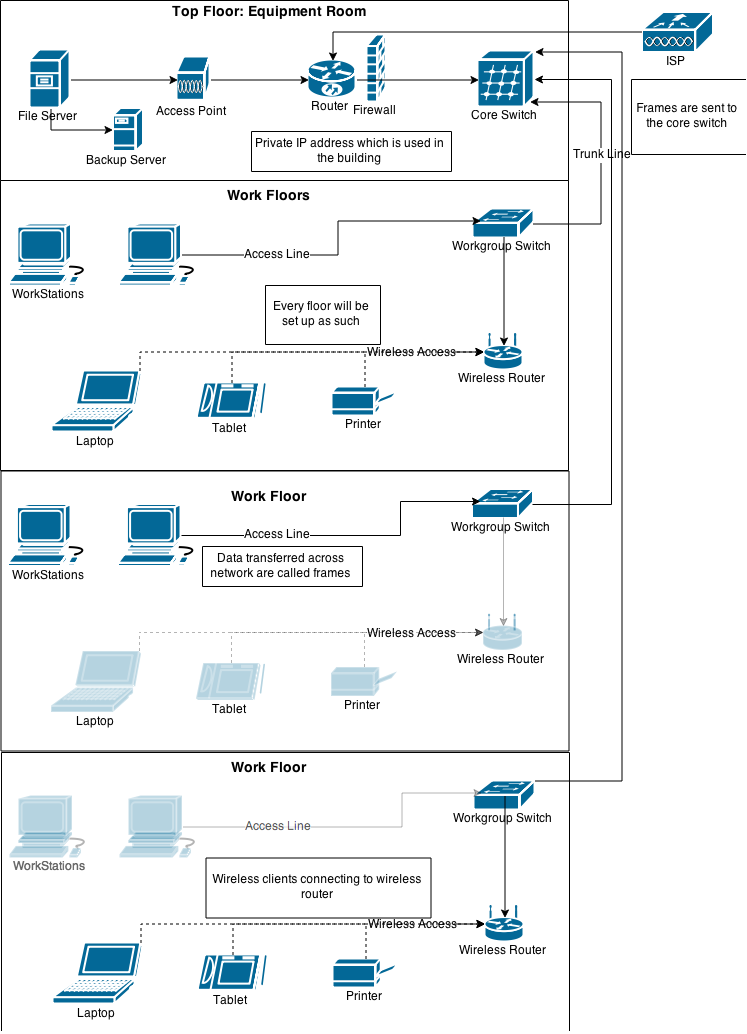 Top Floor: Equipment Room
ISP
File Server
Access Point
Router
Firewall
Core Switch
Backup Server
Frames are sent to
the core switch
Private IP address which is used in
the building
Trunk Line
Work Floors
Workgroup Switch
Access Line
WorkStations
Every floor will be
set up as such
Wireless Access
Wireless Router
Laptop
Tablet
Printer
Work Floor
Workgroup Switch
Access Line
WorkStations
Data transferred across
network are called frames
Wireless Access
Wireless Router
Laptop
Tablet
Printer
Work Floor
Workgroup Switch
Access Line
WorkStations
Wireless clients connecting to wireless
router
Wireless Access
Wireless Router
Laptop
Tablet
Printer